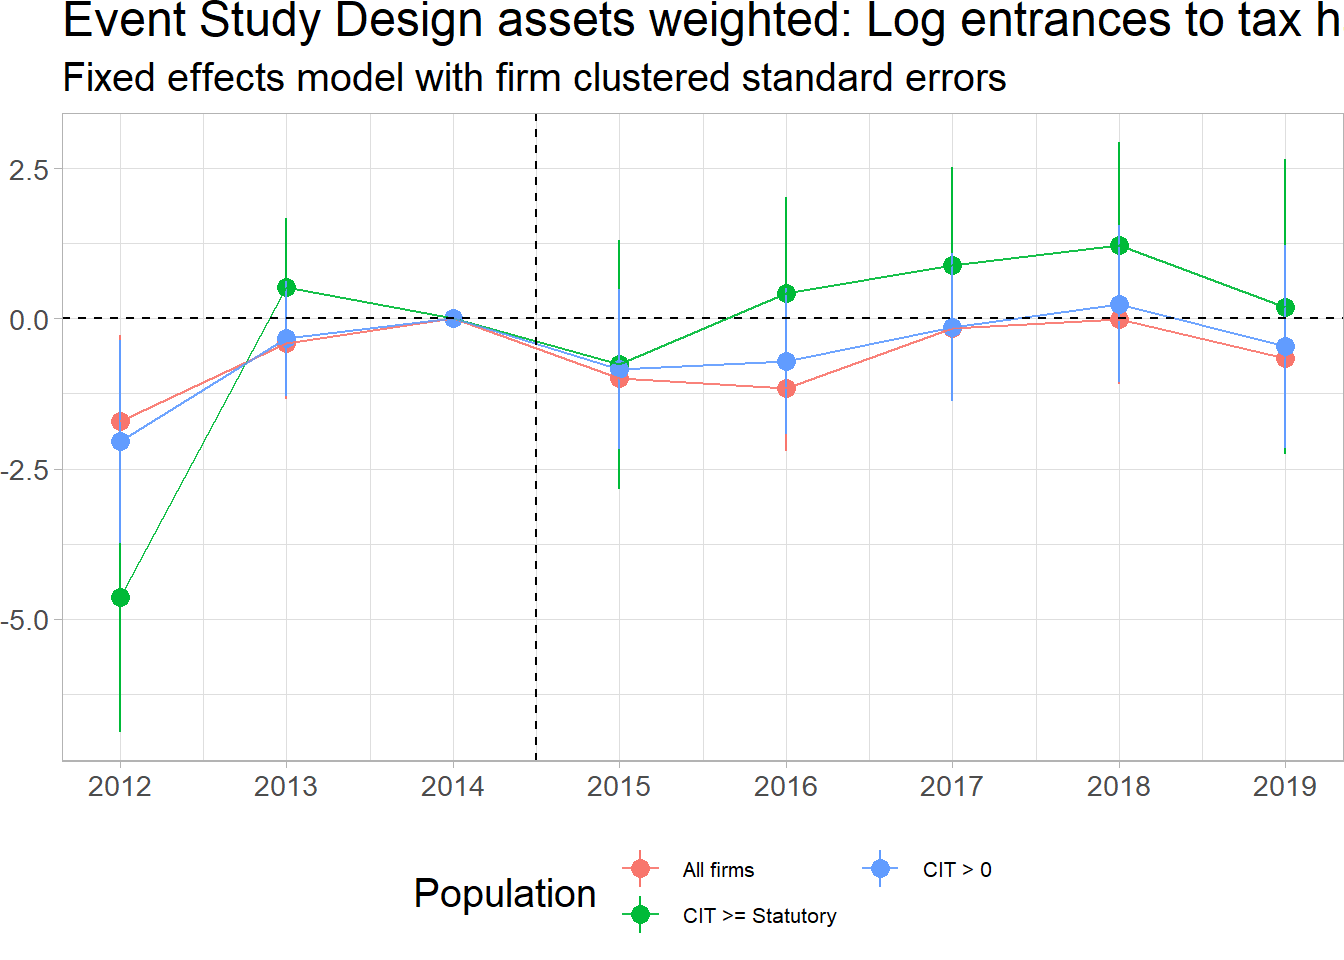 Event Study Design assets weighted: Log entrances to tax h
Fixed effects model with firm clustered standard errors
2.5
0.0
-2.5
-5.0
2012 2013 2014 2015 2016 2017 2018 2019
Population
All firms CIT > 0
CIT >= Statutory